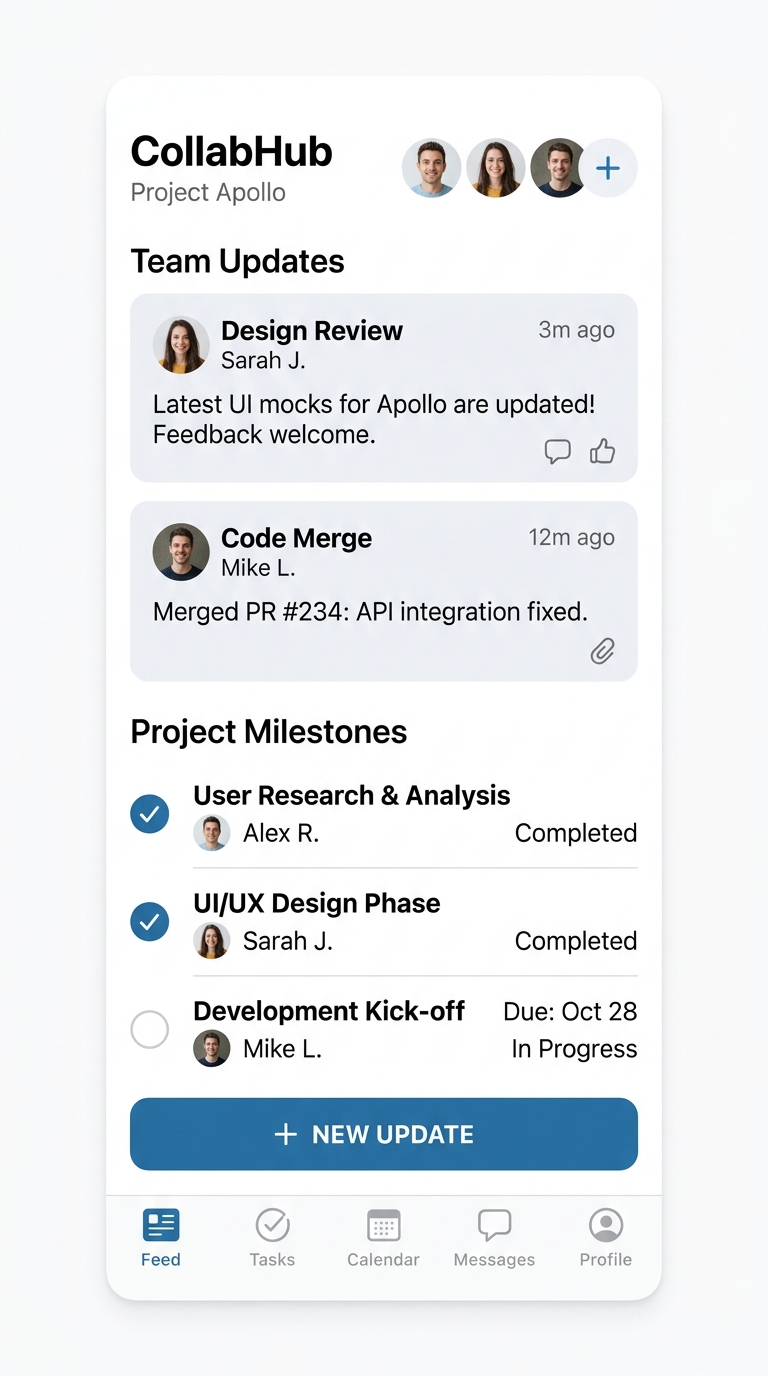 CollabHub
Project Apollo
Team Updates
Design Review
3m ago
Sarah J.
Latest UI mocks for Apollo are updated!
Feedback welcome.
Code Merge
12m ago
Mike L.
Merged PR #234: API integration fixed.
Project Milestones
User Research & Analysis
Alex R.
Completed
UI/UX Design Phase
Sarah J.
Completed
Development Kick-off
Due: Oct 28
Mike L.
In Progress
+ NEW UPDATE
Feed
Tasks
Calendar
Messages
Profile